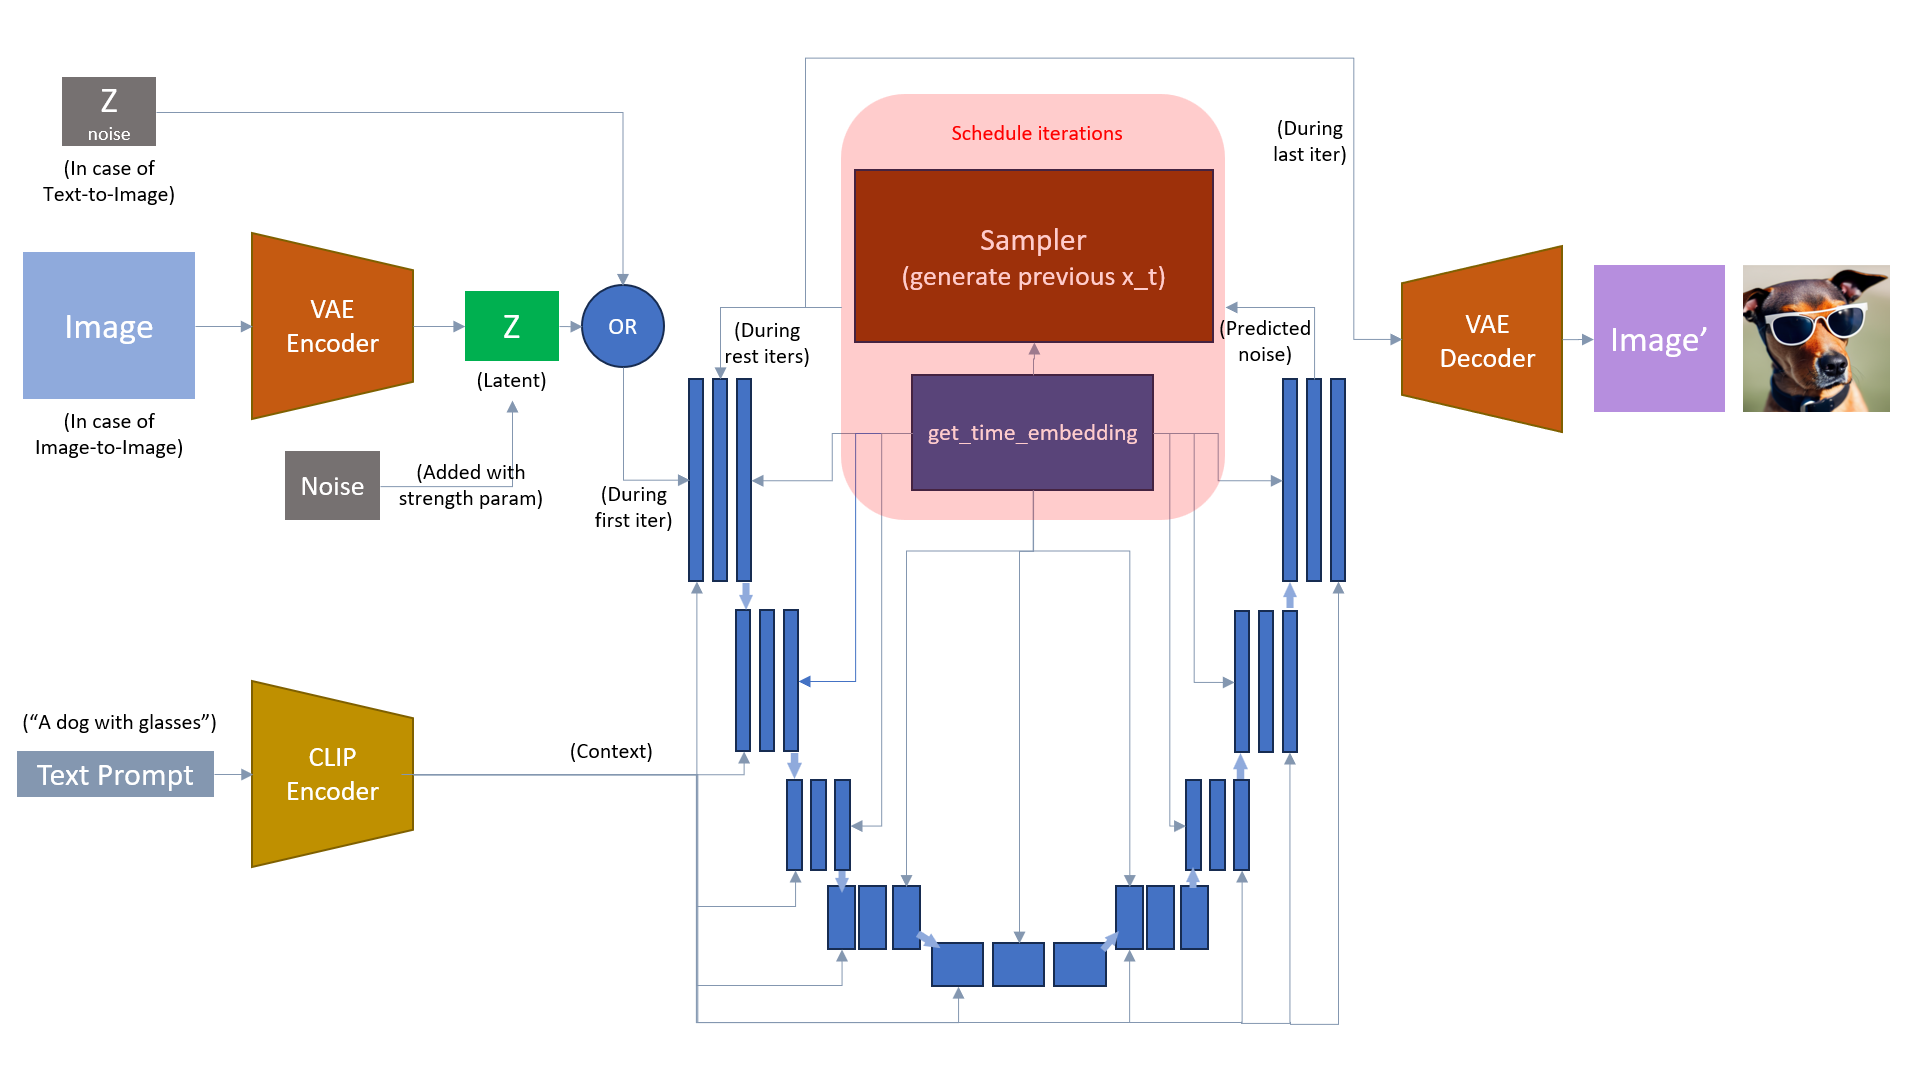 Z
noise
(In case of
Text-to-Image)
Image
(In case of
Image-to-Image)
VAE
Encoder
Z
(Latent)
OR
Noise
(Added with
strength param)
(During
first iter)
(During
rest iters)
Schedule iterations
Sampler
(generate previous x_t)
get_time_embedding
(Predicted
noise)
(During
last iter)
VAE
Decoder
Image’
(“A dog with glasses”)
Text Prompt
CLIP
Encoder
(Context)